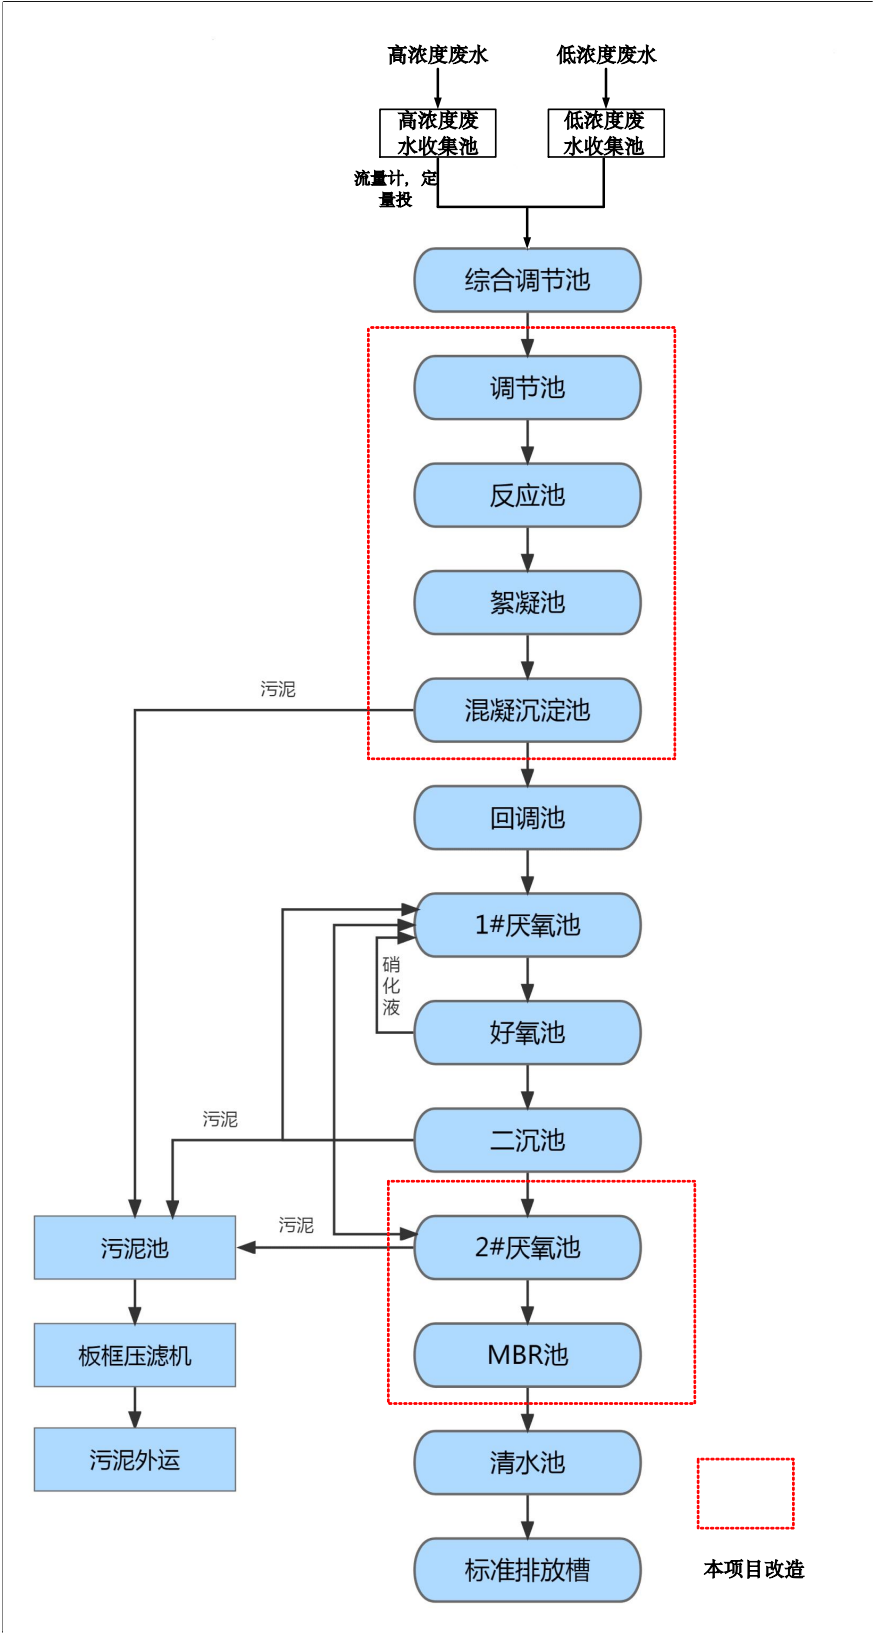 高浓度废水
低浓度废水
高浓度废
水收集池
低浓度废
水收集池
流量计，定
量投
综合调节池
调节池
反应池
絮凝池
污泥
混凝沉淀池
回调池
1#厌氧池
硝
化
液
好氧池
污泥
二沉池
污泥
污泥池
2#厌氧池
板框压滤机
MBR池
污泥外运
清水池
标准排放槽
本项目改造